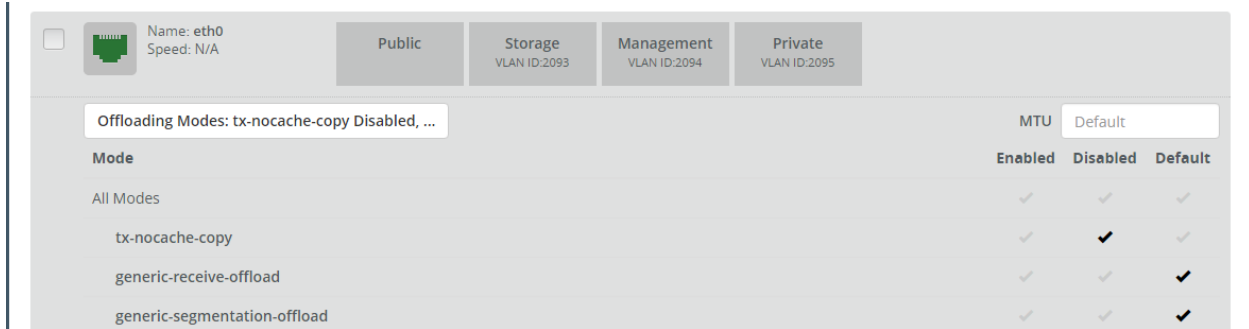 Name: eth0
Speed: N/A
Public
Storage
VLAN ID:2093
Management
VLAN ID:2094
Private
VLAN ID:2095
Offloading Modes: tx-nocache-copy Disabled, ...
MTU
Default
Mode
Enabled Disabled Default
All Modes
tx-nocache-copy
generic-receive-offload
generic-segmentation-offload